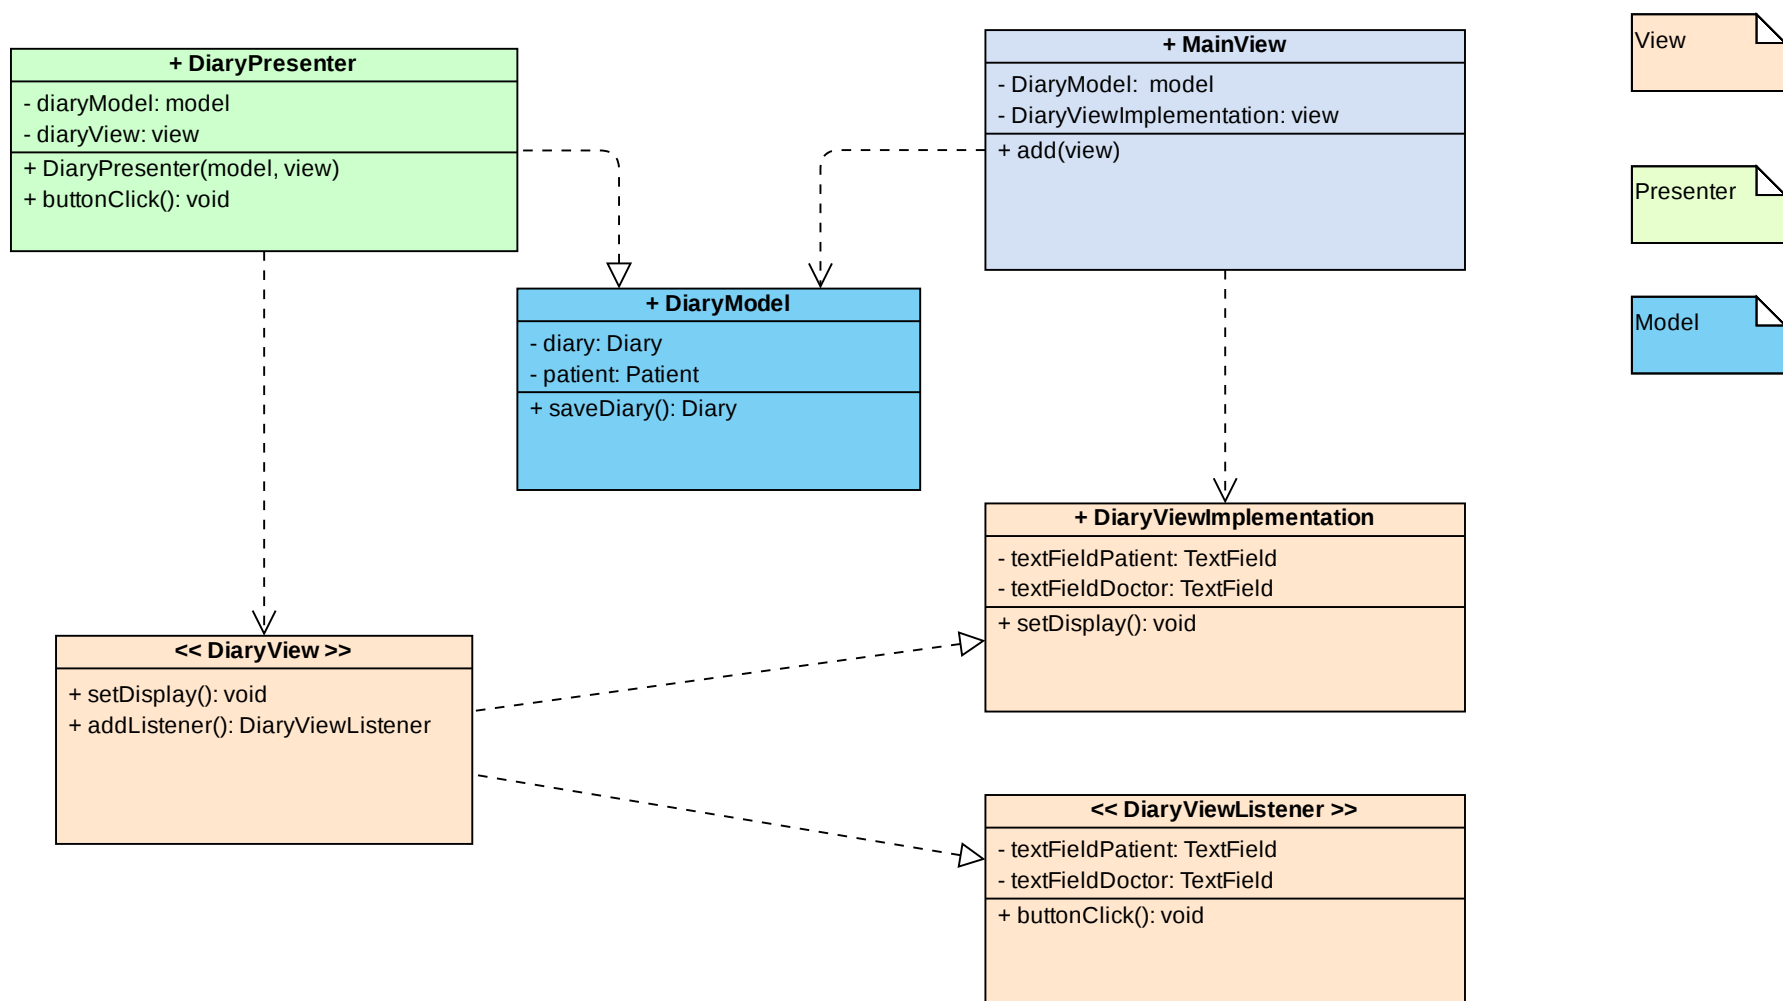 + DiaryPresenter
- diaryModel: model
- diaryView: view
+ DiaryPresenter(model, view)
+ buttonClick(): void
+ MainView
- DiaryModel:  model
- DiaryViewImplementation: view
+ add(view)
View
Presenter
Model
+ DiaryModel
- diary: Diary
- patient: Patient
+ saveDiary(): Diary
+ DiaryViewImplementation
- textFieldPatient: TextField
- textFieldDoctor: TextField
+ setDisplay(): void
<< DiaryView >>
+ setDisplay(): void
+ addListener(): DiaryViewListener
<< DiaryViewListener >>
- textFieldPatient: TextField
- textFieldDoctor: TextField
+ buttonClick(): void